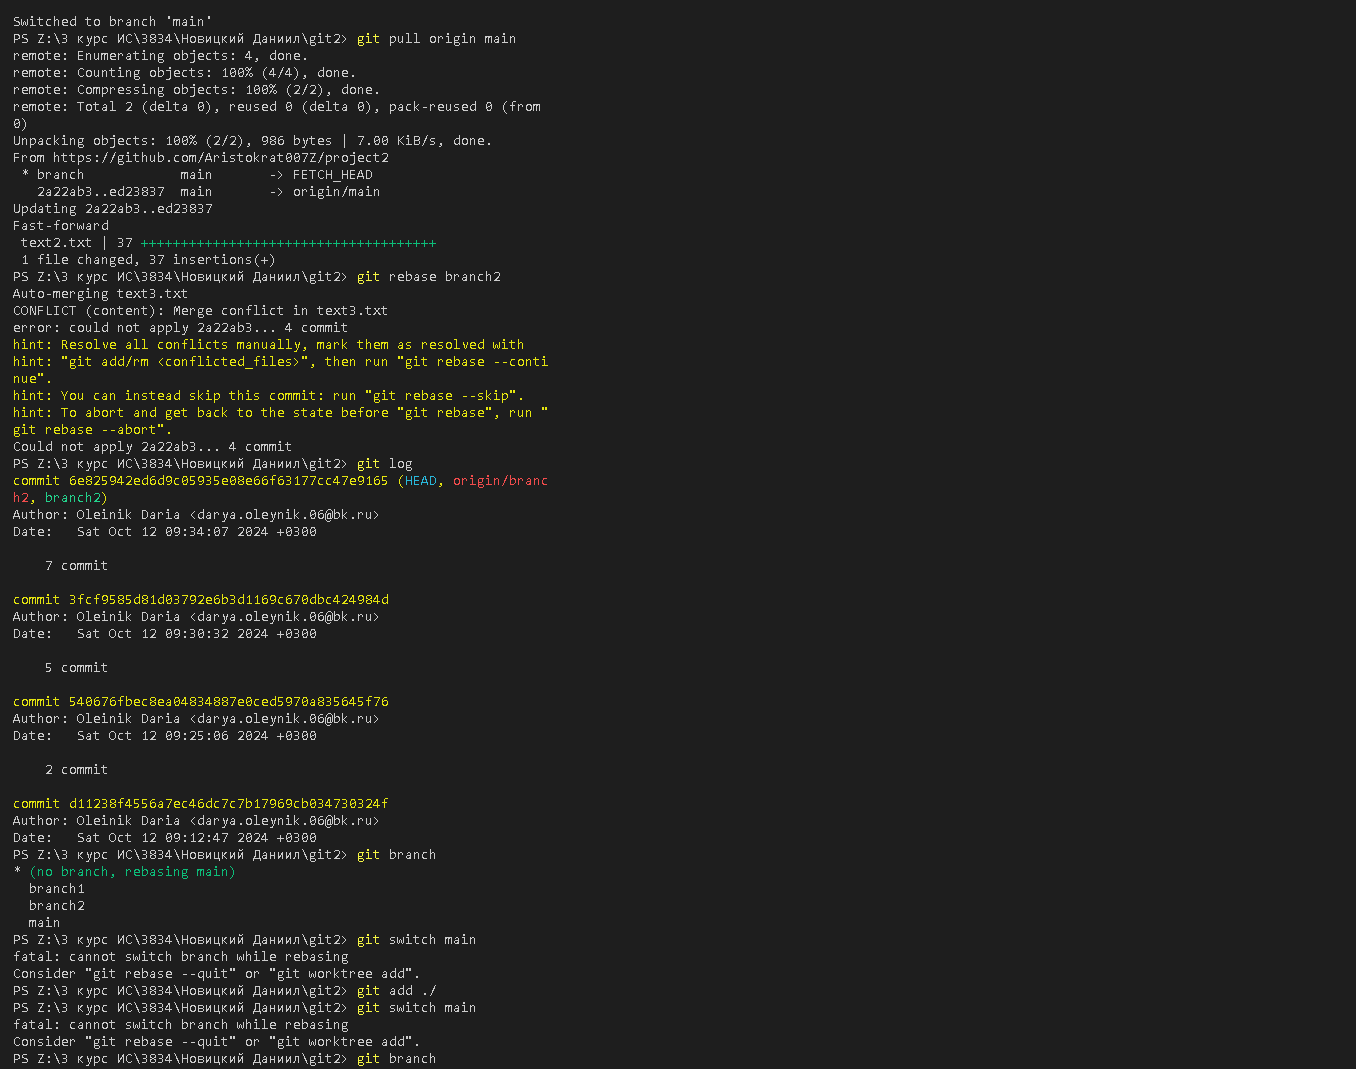 Switched to branch 'main'
PS Z:\3 курс ИС\3834\Новицкий Даниил\git2> git pull origin main
remote: Enumerating objects: 4, done.
remote: Counting objects: 100% (4/4), done.
remote: Compressing objects: 100% (2/2), done.
remote: Total 2 (delta 0), reused 0 (delta 0), pack-reused 0 (from
0)
Unpacking objects: 100% (2/2), 986 bytes | 7.00 KiB/s, done.
From https://github.com/Aristokrat007Z/project2
 * branch            main       -> FETCH_HEAD
   2a22ab3..ed23837  main       -> origin/main
Updating 2a22ab3..ed23837
Fast-forward
 text2.txt | 37 +++++++++++++++++++++++++++++++++++++
 1 file changed, 37 insertions(+)
PS Z:\3 курс ИС\3834\Новицкий Даниил\git2> git rebase branch2
Auto-merging text3.txt
CONFLICT (content): Merge conflict in text3.txt
error: could not apply 2a22ab3... 4 commit
hint: Resolve all conflicts manually, mark them as resolved with
hint: "git add/rm <conflicted_files>", then run "git rebase --conti
nue".
hint: You can instead skip this commit: run "git rebase --skip".
hint: To abort and get back to the state before "git rebase", run "
git rebase --abort".
Could not apply 2a22ab3... 4 commit
PS Z:\3 курс ИС\3834\Новицкий Даниил\git2> git log
commit 6e825942ed6d9c05935e08e66f63177cc47e9165 (HEAD, origin/branc
h2, branch2)
Author: Oleinik Daria <darya.oleynik.06@bk.ru>
Date:   Sat Oct 12 09:34:07 2024 +0300

    7 commit

commit 3fcf9585d81d03792e6b3d1169c670dbc424984d
Author: Oleinik Daria <darya.oleynik.06@bk.ru>
Date:   Sat Oct 12 09:30:32 2024 +0300

    5 commit

commit 540676fbec8ea04834887e0ced5970a835645f76
Author: Oleinik Daria <darya.oleynik.06@bk.ru>
Date:   Sat Oct 12 09:25:06 2024 +0300

    2 commit

commit d11238f4556a7ec46dc7c7b17969cb034730324f
Author: Oleinik Daria <darya.oleynik.06@bk.ru>
Date:   Sat Oct 12 09:12:47 2024 +0300
PS Z:\3 курс ИС\3834\Новицкий Даниил\git2> git branch
* (no branch, rebasing main)
  branch1
  branch2
  main
PS Z:\3 курс ИС\3834\Новицкий Даниил\git2> git switch main
fatal: cannot switch branch while rebasing
Consider "git rebase --quit" or "git worktree add".
PS Z:\3 курс ИС\3834\Новицкий Даниил\git2> git add ./
PS Z:\3 курс ИС\3834\Новицкий Даниил\git2> git switch main
fatal: cannot switch branch while rebasing
Consider "git rebase --quit" or "git worktree add".
PS Z:\3 курс ИС\3834\Новицкий Даниил\git2> git branch